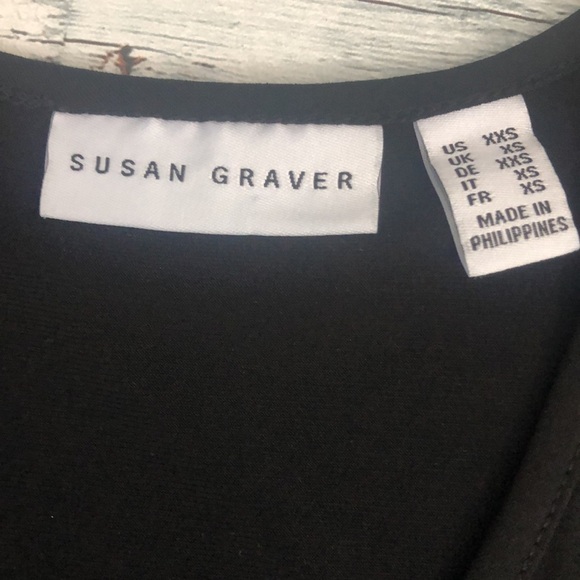 SUSAN GRAVER
US XXS
UK XS
DE XXS
IT XS
FR XS
MADE IN
PHILIPPINES